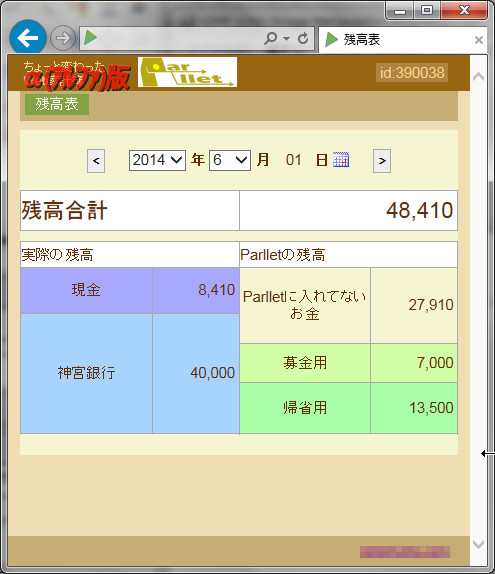 残高表
ちょっと変わった
α(アルファ)版
Parllet
id:390038
残高表
< 2014 年 6 月 01 日 >
残高合計 48,410
実際の残高 Parlletの残高
現金 8,410
Parlletに入れてない
お金 27,910
神宮銀行 40,000
募金用 7,000
帰省用 13,500